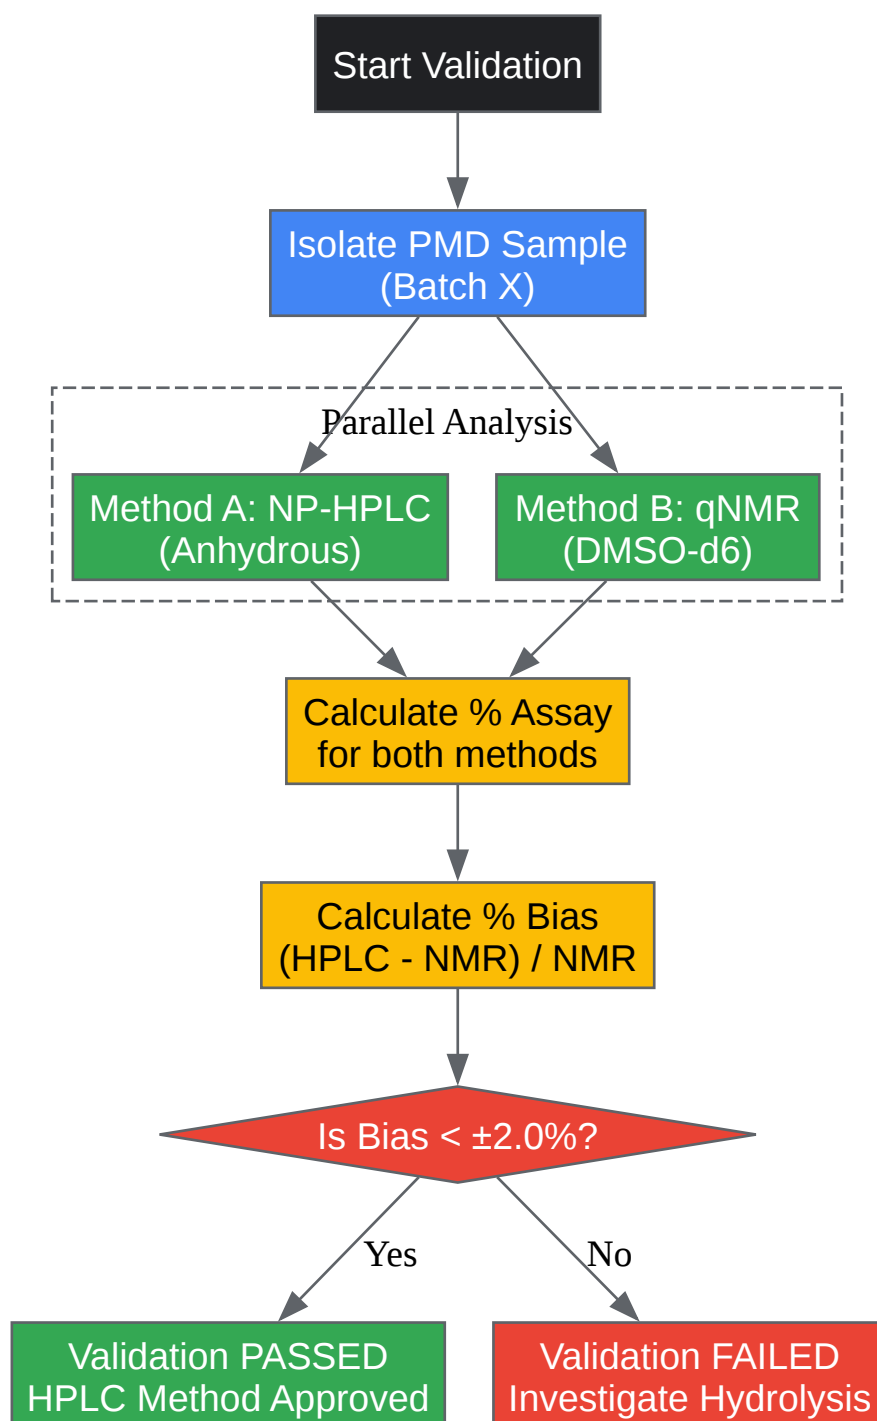 Start Validation
Isolate PMD Sample
(Batch X)
Parallel Analysis
Method A: NP-HPLC
(Anhydrous)
Method B: qNMR
(DMSO-d6)
Calculate % Assay
for both methods
Calculate % Bias
(HPLC - NMR) / NMR
Is Bias < ±2.0%?
Yes
No
Validation PASSED
HPLC Method Approved
Validation FAILED
Investigate Hydrolysis